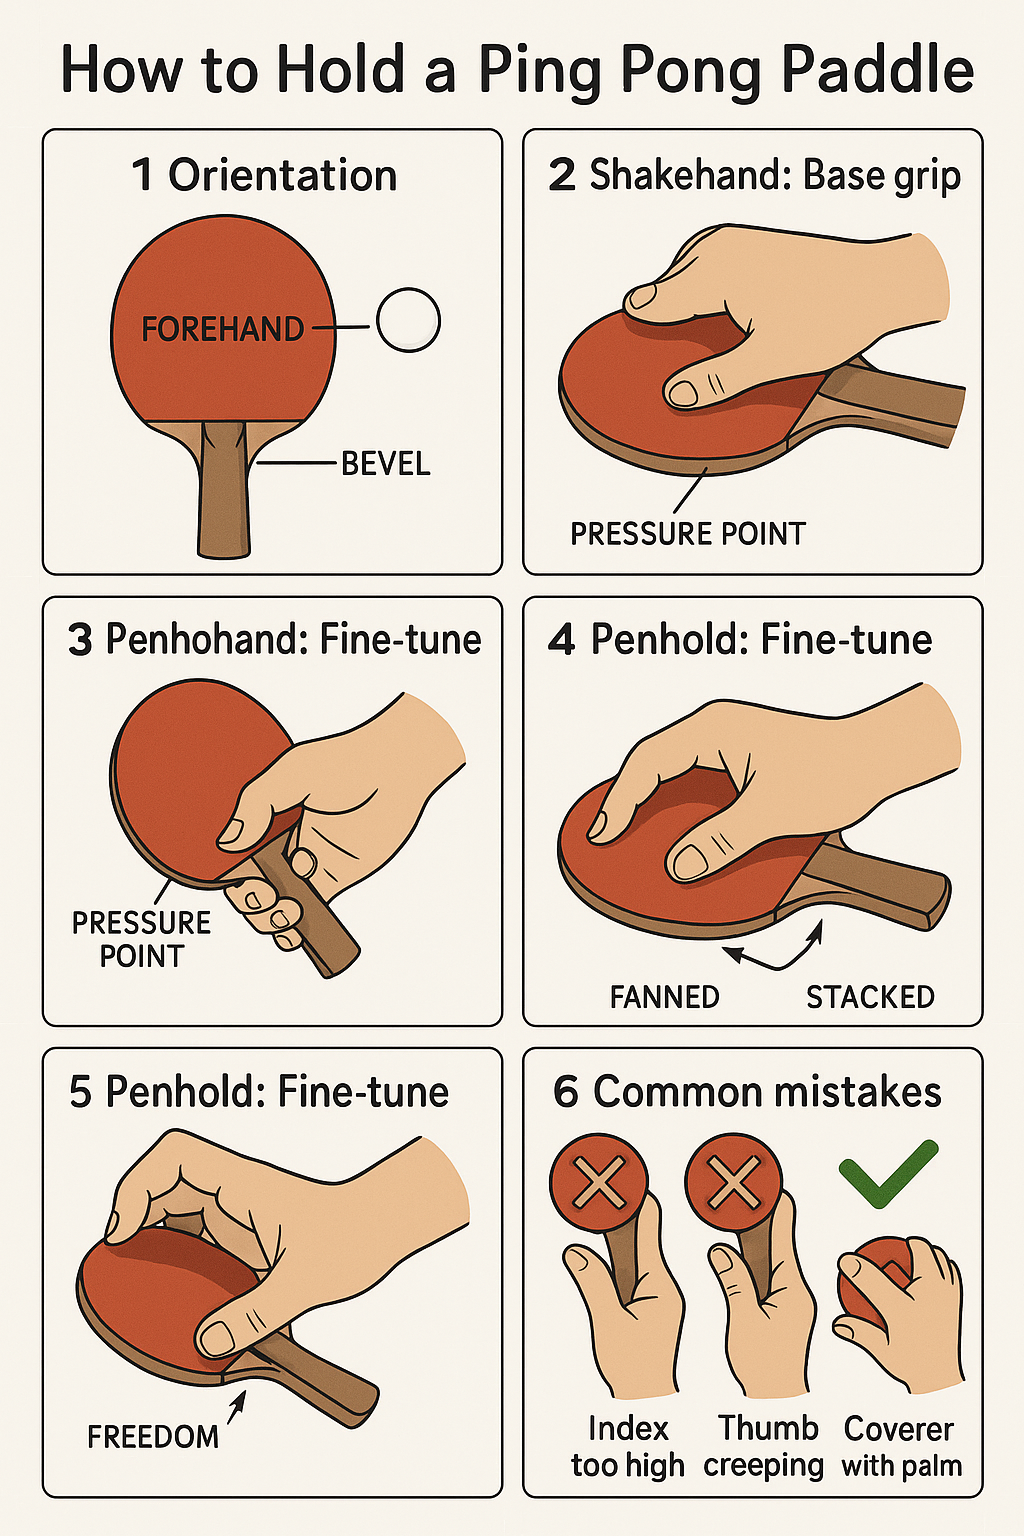 How to Hold a Ping Pong Paddle
1 Orientation
FOREHAND
BEVEL
2 Shakehand: Base grip
PRESSURE POINT
3 Penhohand: Fine-tune
PRESSURE
POINT
4 Penhold: Fine-tune
FANNED
STACKED
5 Penhold: Fine-tune
FREEDOM
6 Common mistakes
Index
too high
Thumb
creeping
Coverer
with palm